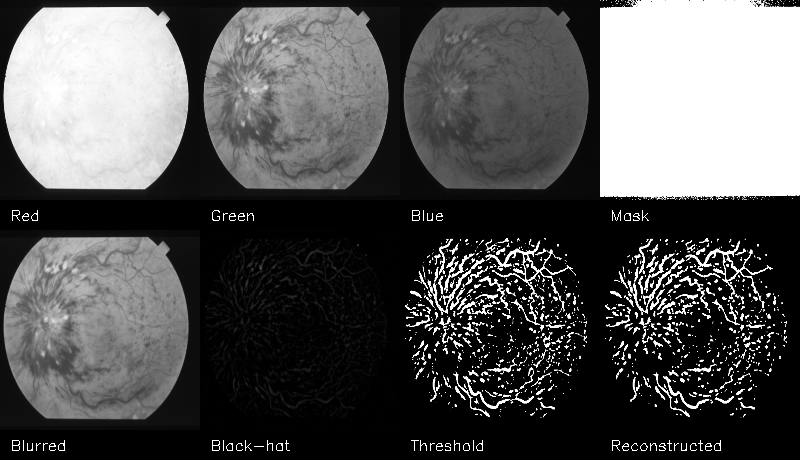 Red
Green
Blue
Mask
Blurred
Black-hat
Threshold
Reconstructed